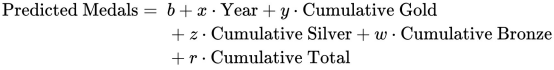 Predicted Medals = b + x · Year + y · Cumulative Gold
+ z · Cumulative Silver + w · Cumulative Bronze
+ r · Cumulative Total